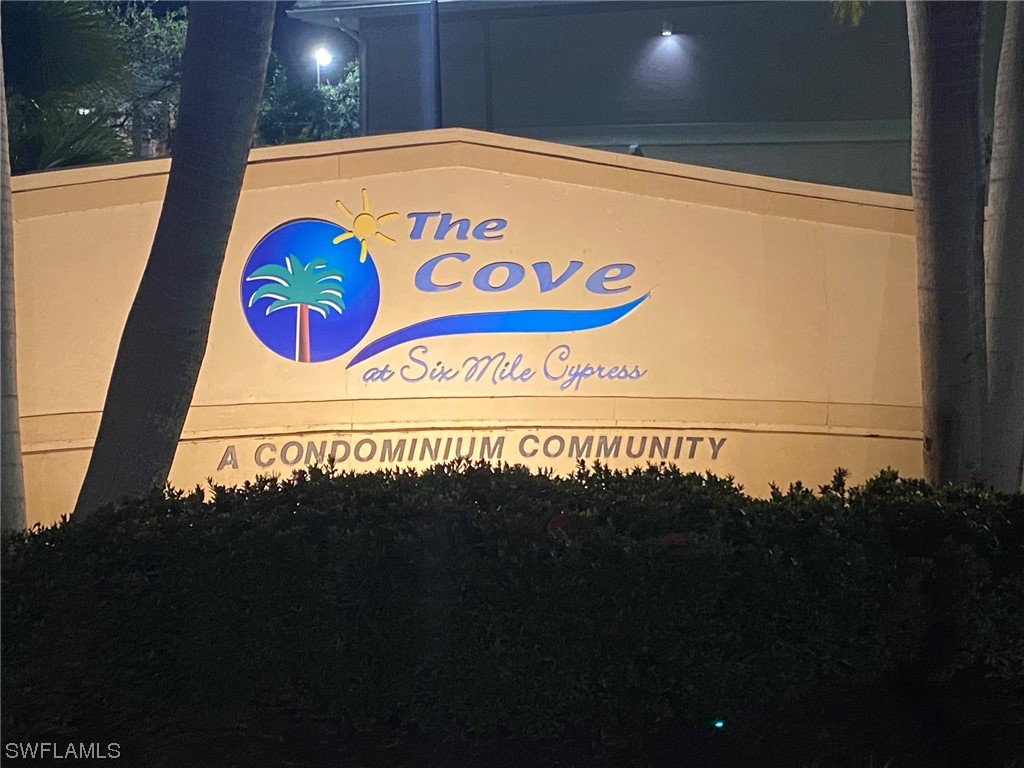 The
Cove
at Six Mile Cypress
A CONDOMINIUM COMMUNITY
SWFLAMLS